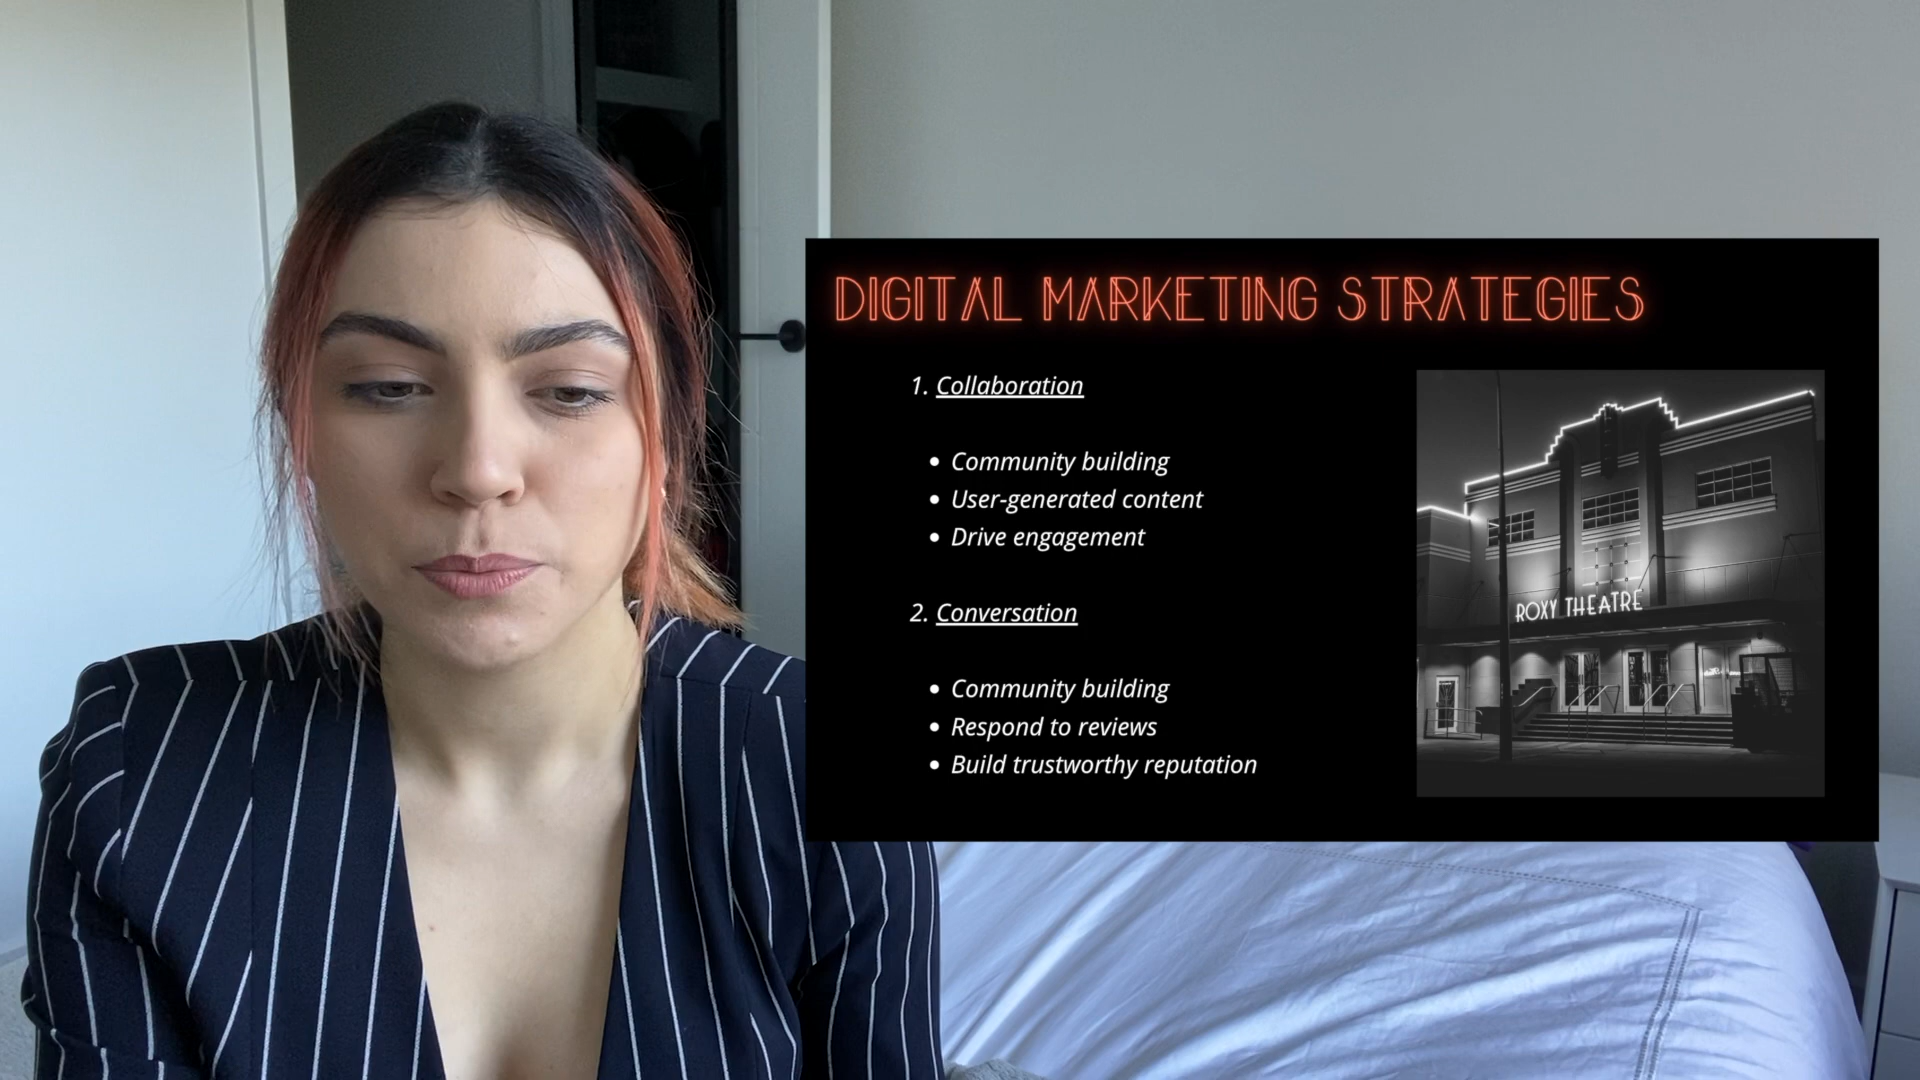 DIGITAL MARKETING STRATEGIES
1. Collaboration
• Community building
• User-generated content
• Drive engagement
2. Conversation
• Community building
• Respond to reviews
• Build trustworthy reputation
ROXY THEATRE